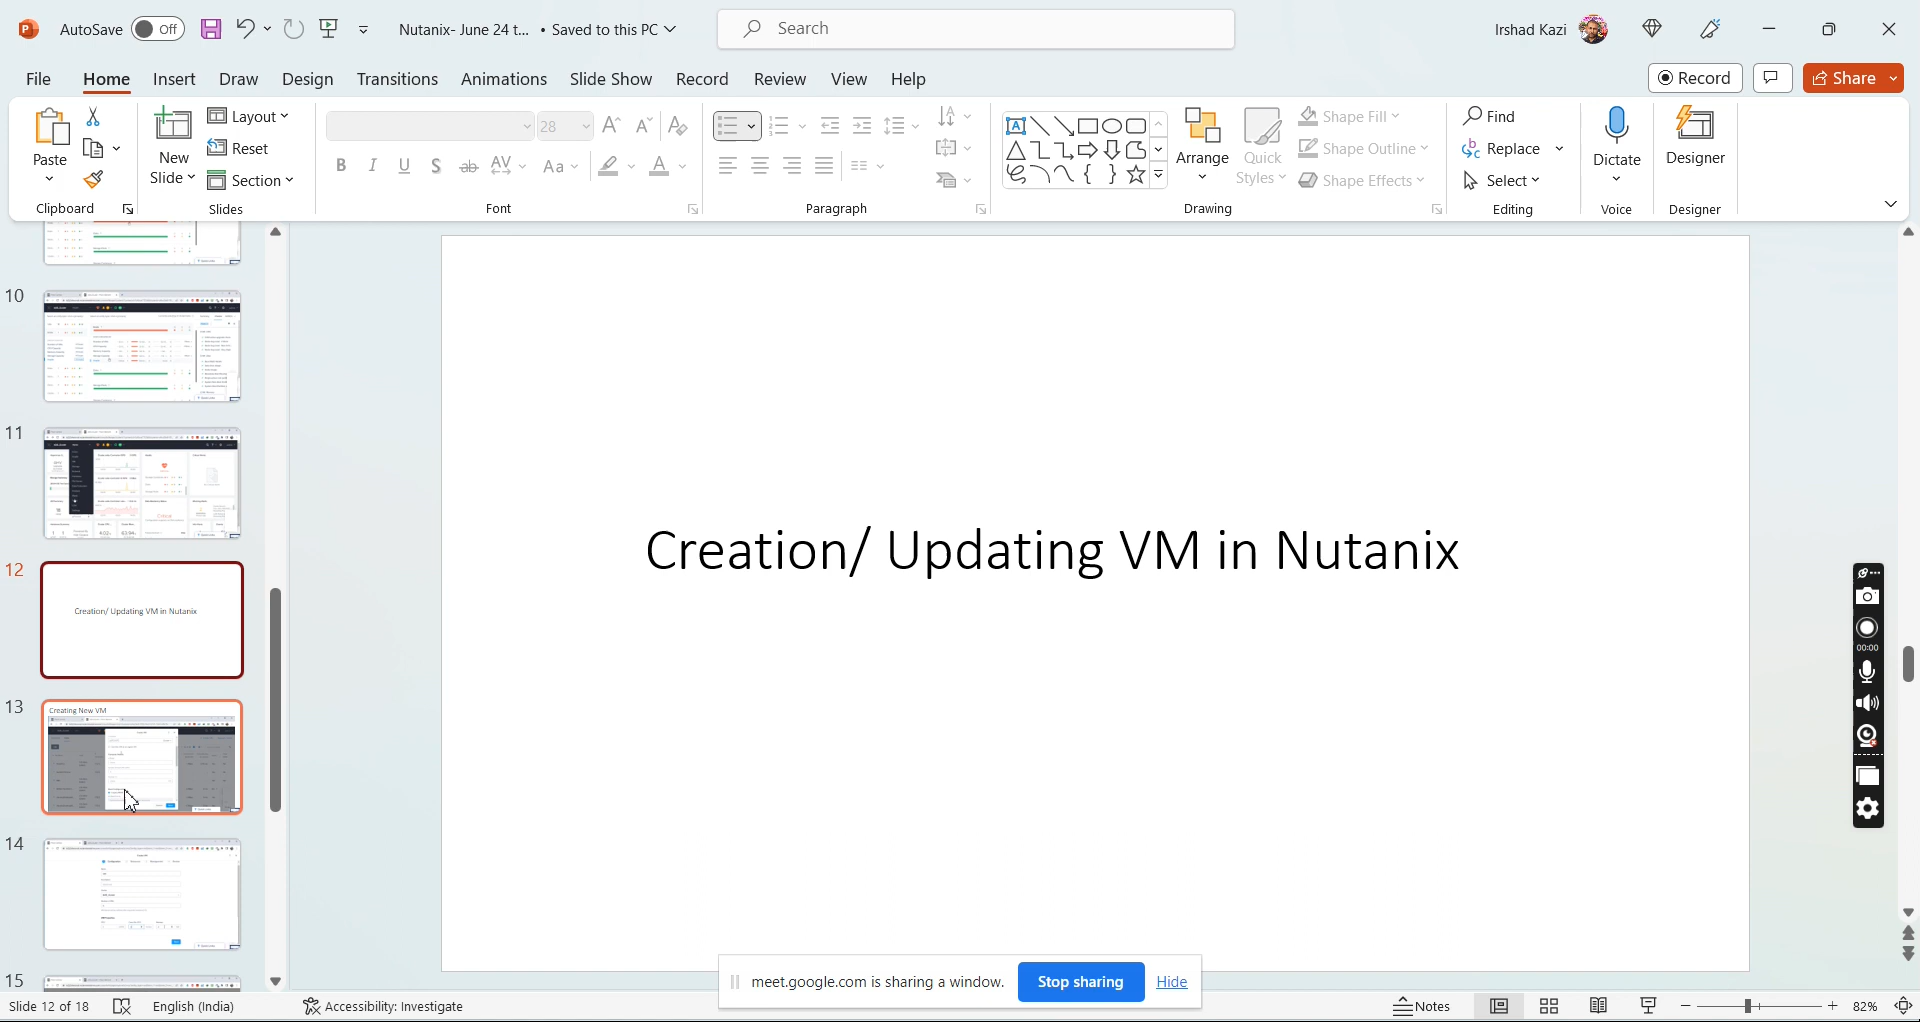 AutoSave Off Nutanix- June 24 t... • Saved to this PC Search Irshad Kazi
File Home Insert Draw Design Transitions Animations Slide Show Record Review View Help Record Share
Paste New Slide Layout Reset Section 28 Shape Fill Shape Outline Shape Effects Arrange Quick Styles Find Replace Select Dictate Designer
Clipboard Slides Font Paragraph Drawing Editing Voice Designer
10
11
12
Creation/ Updating VM in Nutanix
13
Creating New VM
14
15
Creation/ Updating VM in Nutanix
00:00
meet.google.com is sharing a window. Stop sharing Hide
Slide 12 of 18 English (India) Accessibility: Investigate Notes 82%